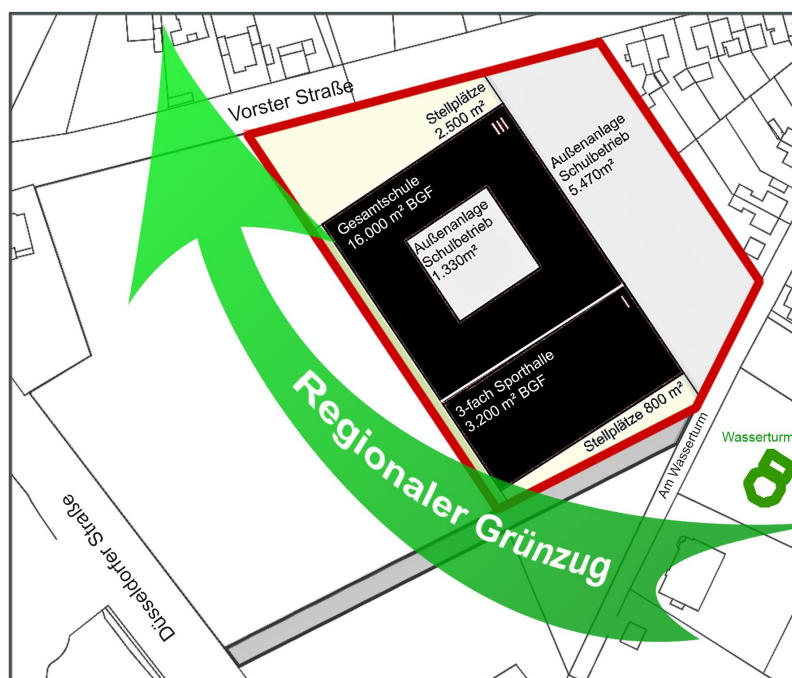 Vorster Straße
Stellplätze
2.500 m²
III
Außenanlage
Schulbetrieb
5.470m²
Gesamtschule
16.000 m² BGF
Außenanlage
Schulbetrieb
1.330m²
I
3-fach Sporthalle
3.200 m² BGF
Stellplätze 800 m²
Am Wasserturm
Wasserturm
Regionaler Grünzug
Düsseldorfer Straße